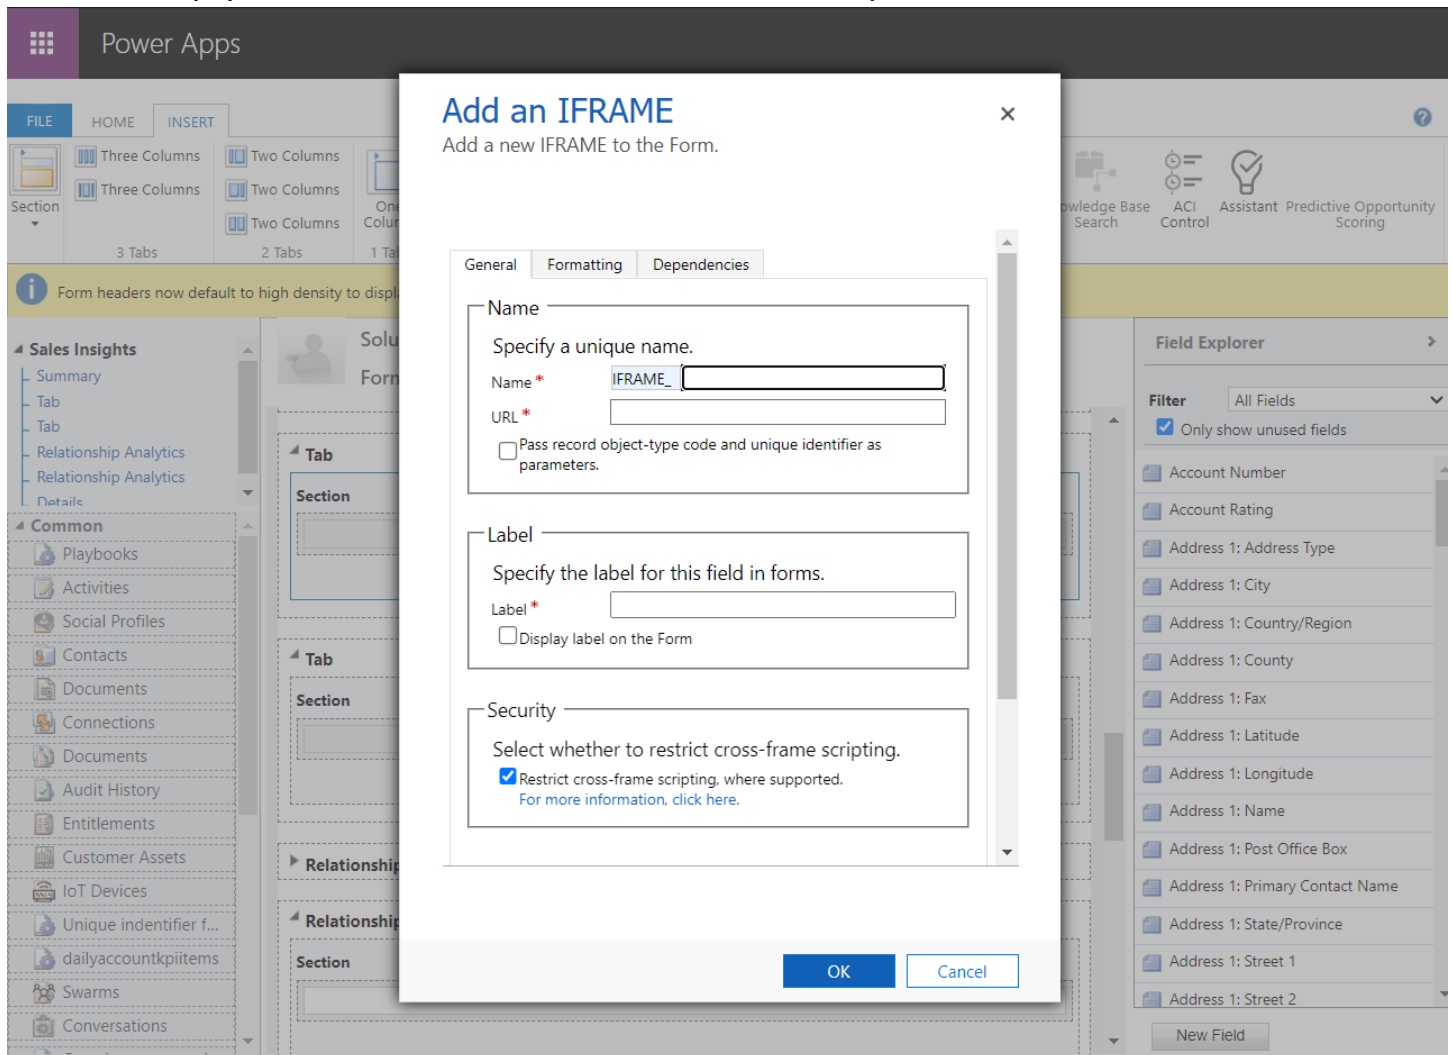 Power Apps
FILE
HOME
INSERT
Section
Three Columns
Three Columns
3 Tabs
Two Columns
Two Columns
Two Columns
2 Tabs
One
Colur
1 Tal
owledge Base
Search
ACI
Control
Assistant
Predictive Opportunity
Scoring
Form headers now default to high density to displ
Sales Insights
Summary
Tab
Tab
Relationship Analytics
Relationship Analytics
Details
Common
Playbooks
Activities
Social Profiles
Contacts
Documents
Connections
Documents
Audit History
Entitlements
Customer Assets
IoT Devices
Unique indentifier f...
dailyaccountkpiitems
Swarms
Conversations
Solu
Forn
Tab
Section
Tab
Section
Relationship
Relationship
Section
Add an IFRAME
Add a new IFRAME to the Form.
General
Formatting
Dependencies
Name
Specify a unique name.
Name *
IFRAME_
URL *
Pass record object-type code and unique identifier as
parameters.
Label
Specify the label for this field in forms.
Label *
Display label on the Form
Security
Select whether to restrict cross-frame scripting.
Restrict cross-frame scripting, where supported.
For more information, click here.
OK
Cancel
Field Explorer
Filter
All Fields
Only show unused fields
Account Number
Account Rating
Address 1: Address Type
Address 1: City
Address 1: Country/Region
Address 1: County
Address 1: Fax
Address 1: Latitude
Address 1: Longitude
Address 1: Name
Address 1: Post Office Box
Address 1: Primary Contact Name
Address 1: State/Province
Address 1: Street 1
Address 1: Street 2
New Field